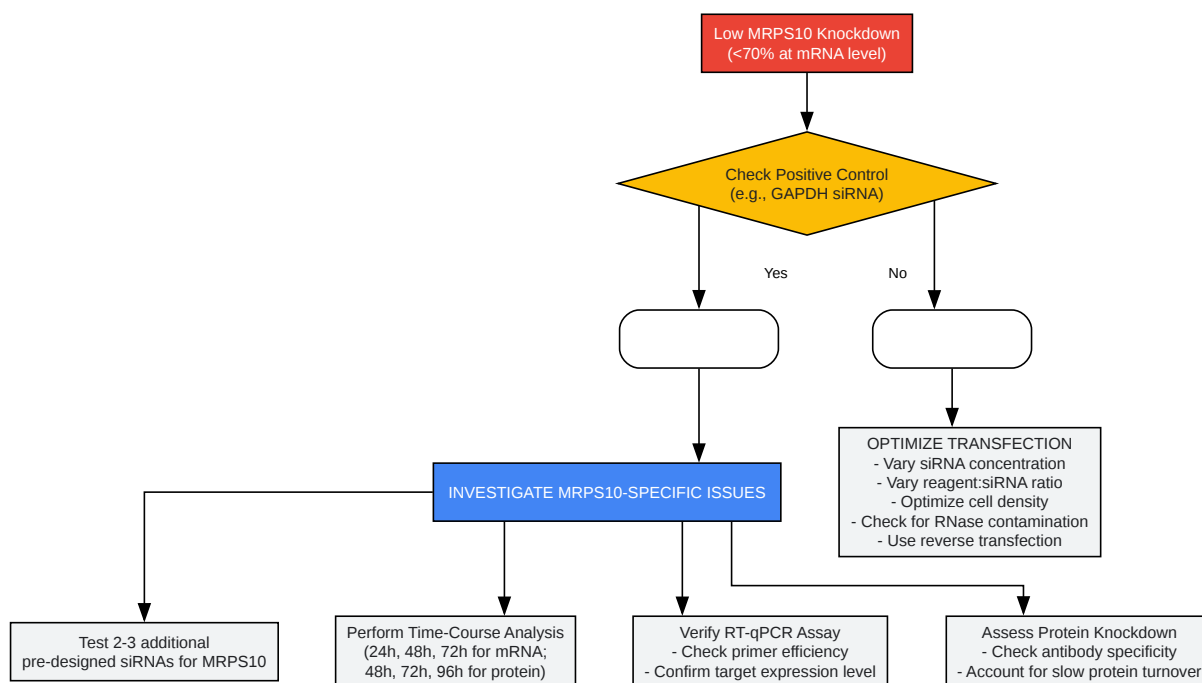 Low MRPS10 Knockdown
(<70% at mRNA level)
Check Positive Control
(e.g., GAPDH siRNA)
Yes
No
OPTIMIZE TRANSFECTION
- Vary siRNA concentration
- Vary reagent:siRNA ratio
- Optimize cell density
- Check for RNase contamination
- Use reverse transfection
INVESTIGATE MRPS10-SPECIFIC ISSUES
Test 2-3 additional
pre-designed siRNAs for MRPS10
Perform Time-Course Analysis
(24h, 48h, 72h for mRNA;
48h, 72h, 96h for protein)
Verify RT-qPCR Assay
- Check primer efficiency
- Confirm target expression level
Assess Protein Knockdown
- Check antibody specificity
- Account for slow protein turnover